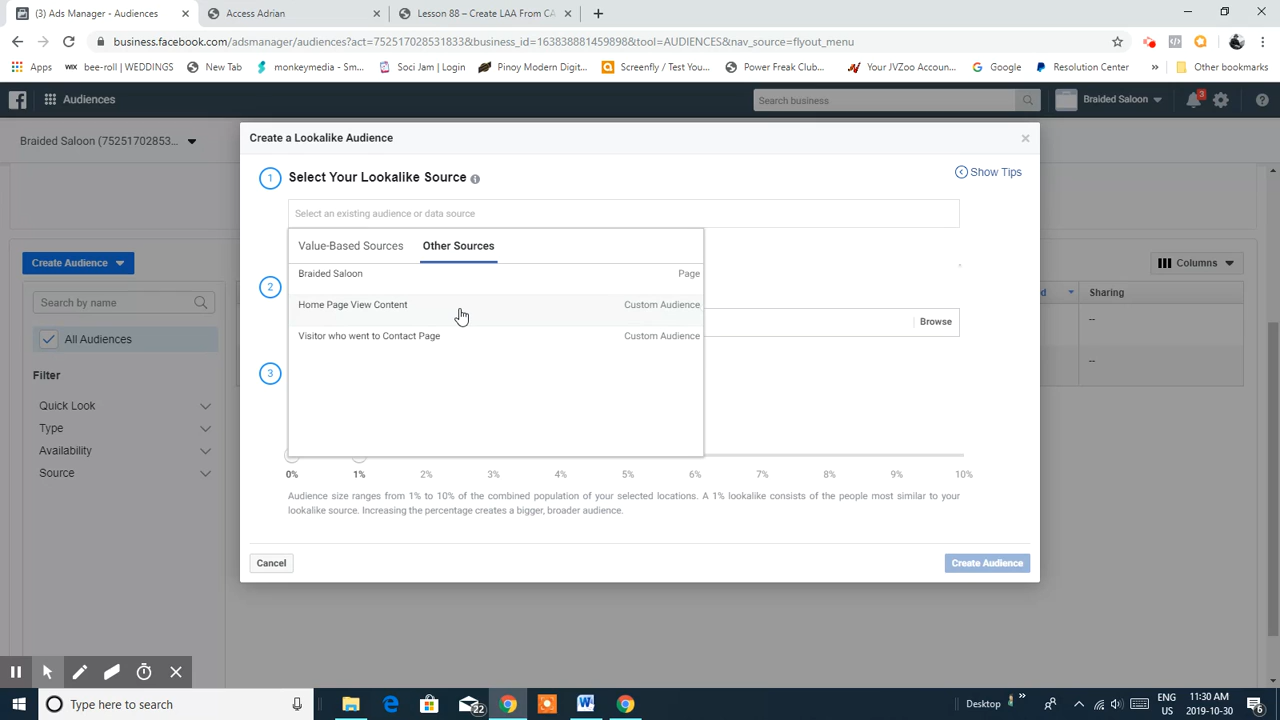 (3) Ads Manager - Audiences
Access Adrian
Lesson 88 – Create LAA From CA
business.facebook.com/adsmanager/audiences?act=75251702853​1833&business_id=163838881459898&tool=AUDIENCES&nav_source=flyout_menu
Apps
WIX bee-roll | WEDDINGS
New Tab
monkeymedia - Sm...
Soci Jam | Login
Pinoy Modern Digit...
Screenfly / Test You...
Power Freak Club...
Your JVZoo Accoun...
Google
Resolution Center
Other bookmarks
Audiences
Search business
Braided Saloon
3
Braided Saloon (75251702853...
Create a Lookalike Audience
1
Select Your Lookalike Source
Show Tips
Select an existing audience or data source
Value-Based Sources
Other Sources
Braided Saloon Page
Home Page View Content Custom Audience
Visitor who went to Contact Page Custom Audience
2
Browse
3
0% 1% 2% 3% 4% 5% 6% 7% 8% 9% 10%
Audience size ranges from 1% to 10% of the combined population of your selected locations. A 1% lookalike consists of the people most similar to your
lookalike source. Increasing the percentage creates a bigger, broader audience.
Cancel
Create Audience
Create Audience
Search by name
All Audiences
Filter
Quick Look
Type
Availability
Source
Columns
d
Sharing
--
--
Type here to search
22
Desktop
ENG
US
11:30 AM
2019-10-30
6